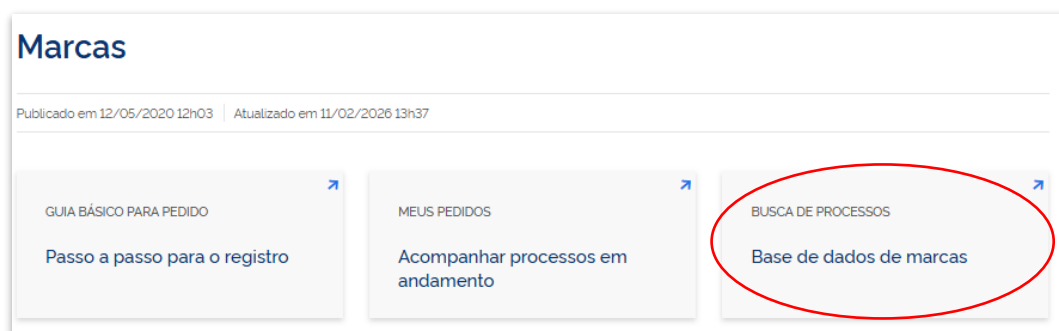 Marcas
Publicado em 12/05/2020 12h03 Atualizado em 11/02/2026 13h37
GUIA BÁSICO PARA PEDIDO
Passo a passo para o registro
MEUS PEDIDOS
Acompanhar processos em
andamento
BUSCA DE PROCESSOS
Base de dados de marcas